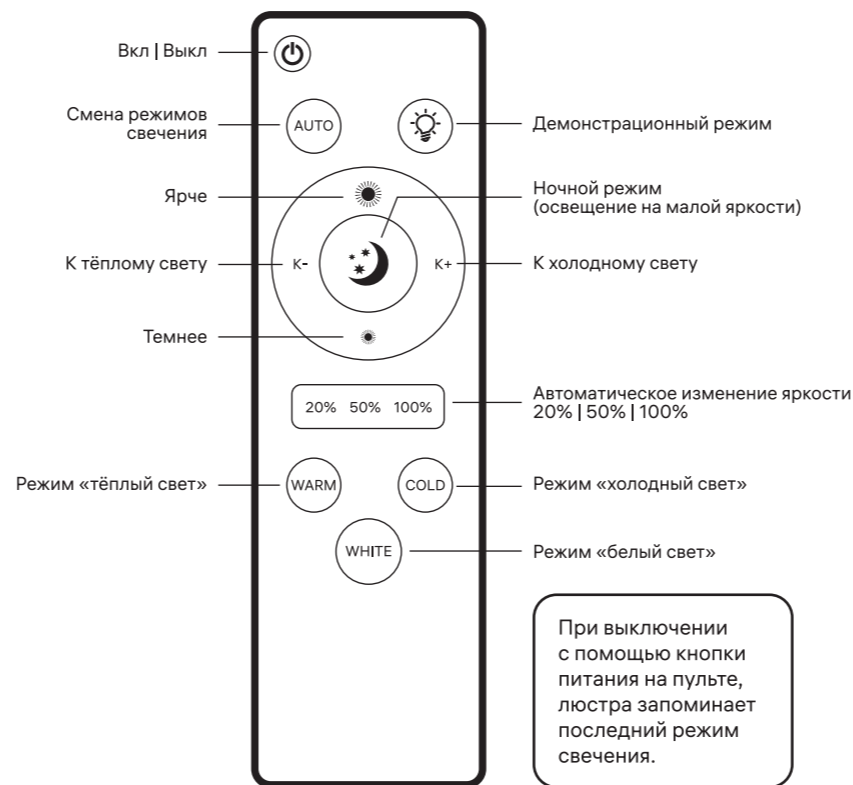 Вкл | Выкл
Смена режимов
свечения
AUTO
Демонстрационный режим
Ярче
Ночной режим
(освещение на малой яркости)
К тёплому свету
K-
K+
К холодному свету
Темнее
20% 50% 100%
Автоматическое изменение яркости
20% | 50% | 100%
Режим «тёплый свет»
WARM
COLD
Режим «холодный свет»
WHITE
Режим «белый свет»
При выключении
с помощью кнопки
питания на пульте,
люстра запоминает
последний режим
свечения.